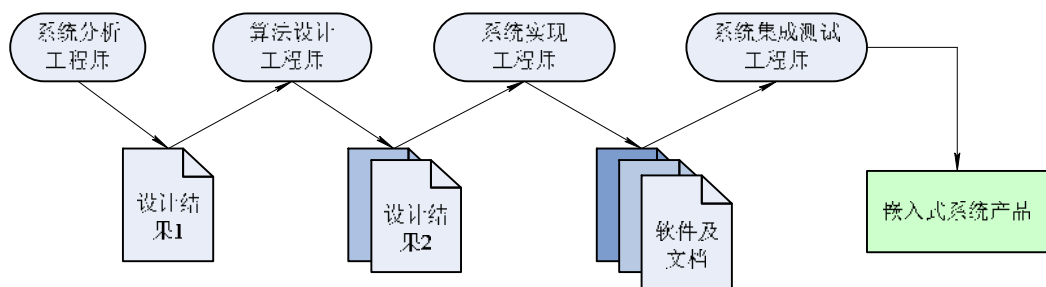 系统分析
工程师
算法设计
工程师
系统实现
工程师
系统集成测试
工程师
设计结
果1
设计结
果2
软件及
文档
嵌入式系统产品